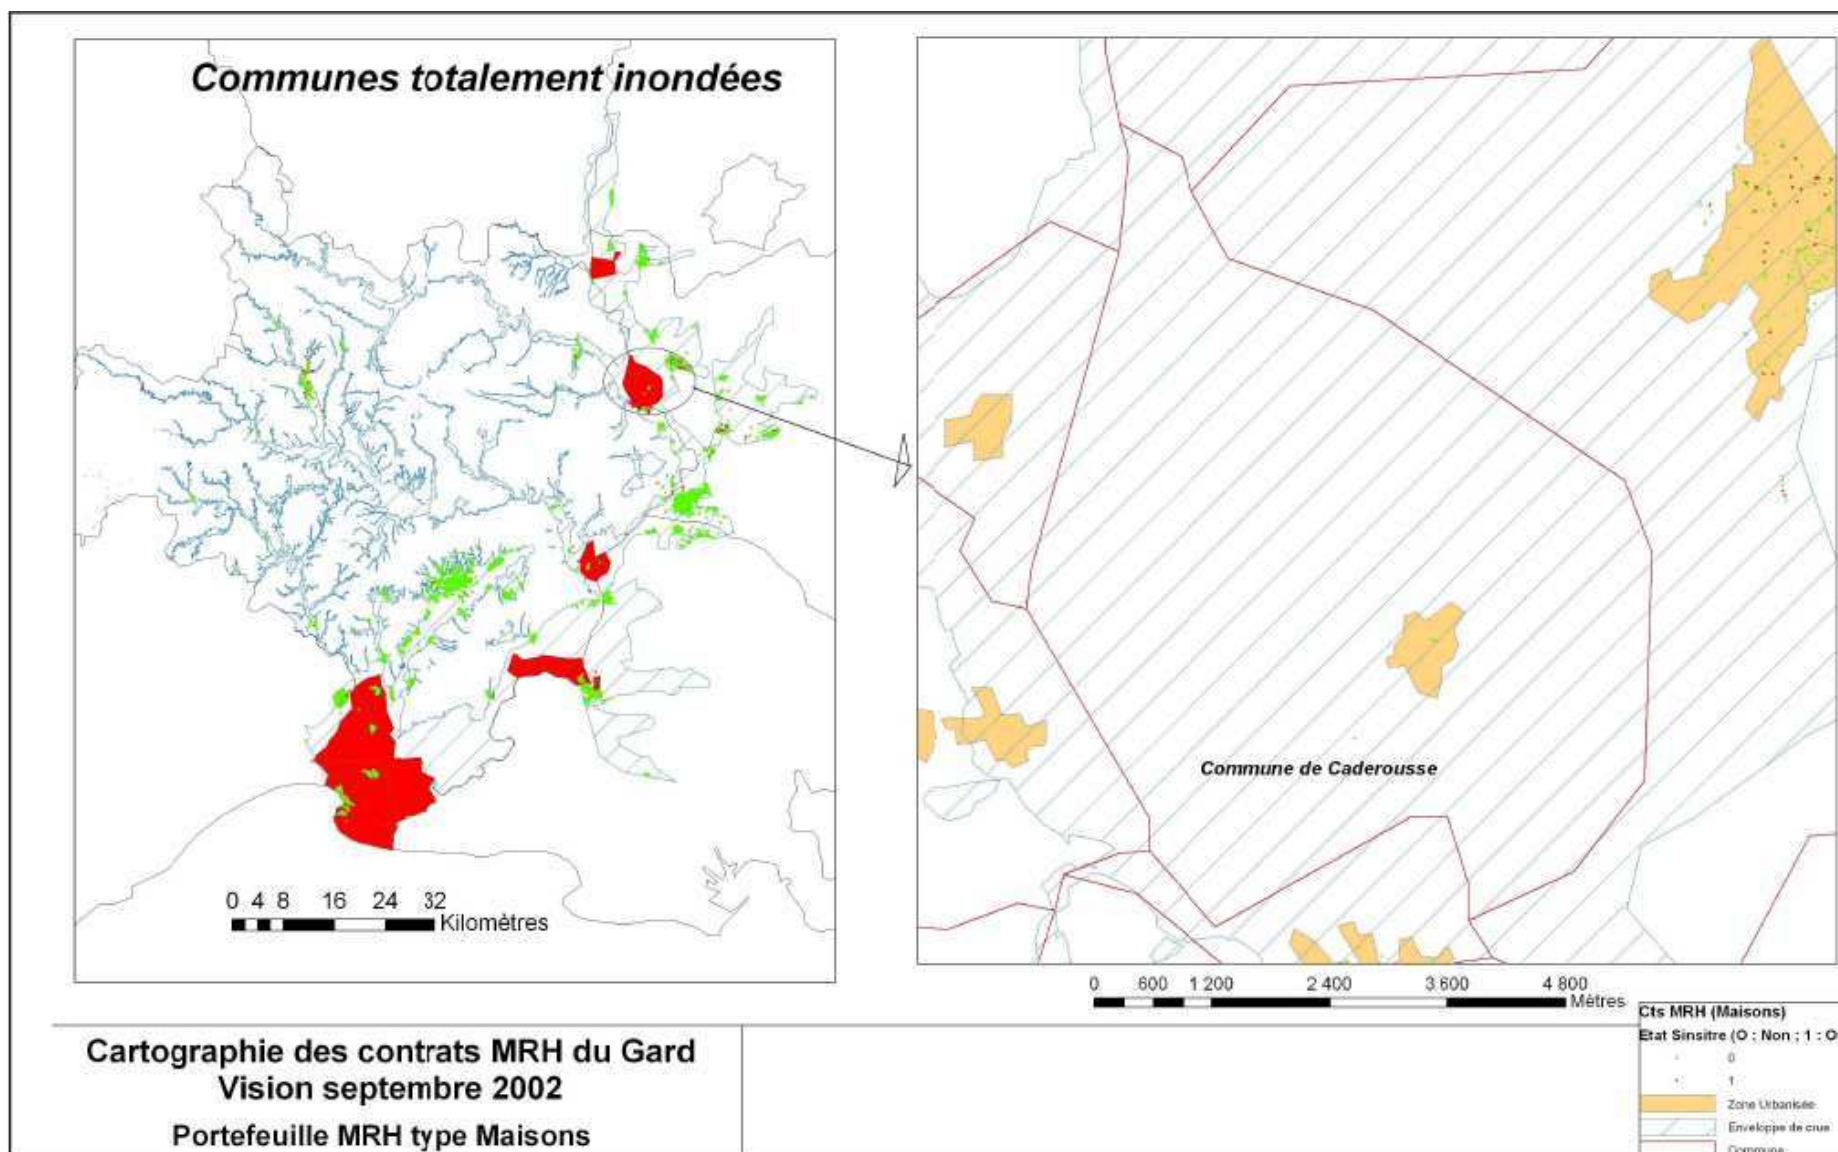 Communes totalement inondées
0 4 8 16 24 32
Kilomètres
Commune de Caderousse
0 600 1 200 2 400 3 600 4 800
Mètres
Cartographie des contrats MRH du Gard
Vision septembre 2002
Portefeuille MRH type Maisons
Cts MRH (Maisons)
Etat Sinsitre (O : Non ; 1 : O
0
1
Zone Urbanisée
Enveloppe de crue
Commune